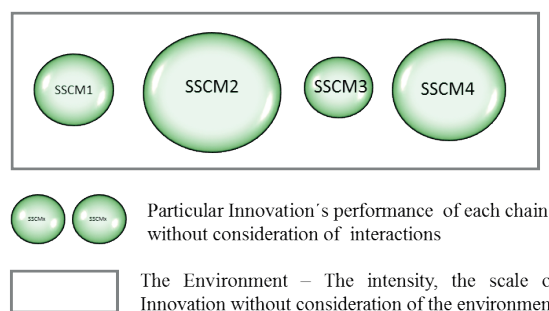 SSCM1 SSCM2 SSCM3 SSCM4
SSCMx SSCMx
Particular Innovation´s performance of each chain
without consideration of interactions
The Environment – The intensity, the scale o
Innovation without consideration of the environmen